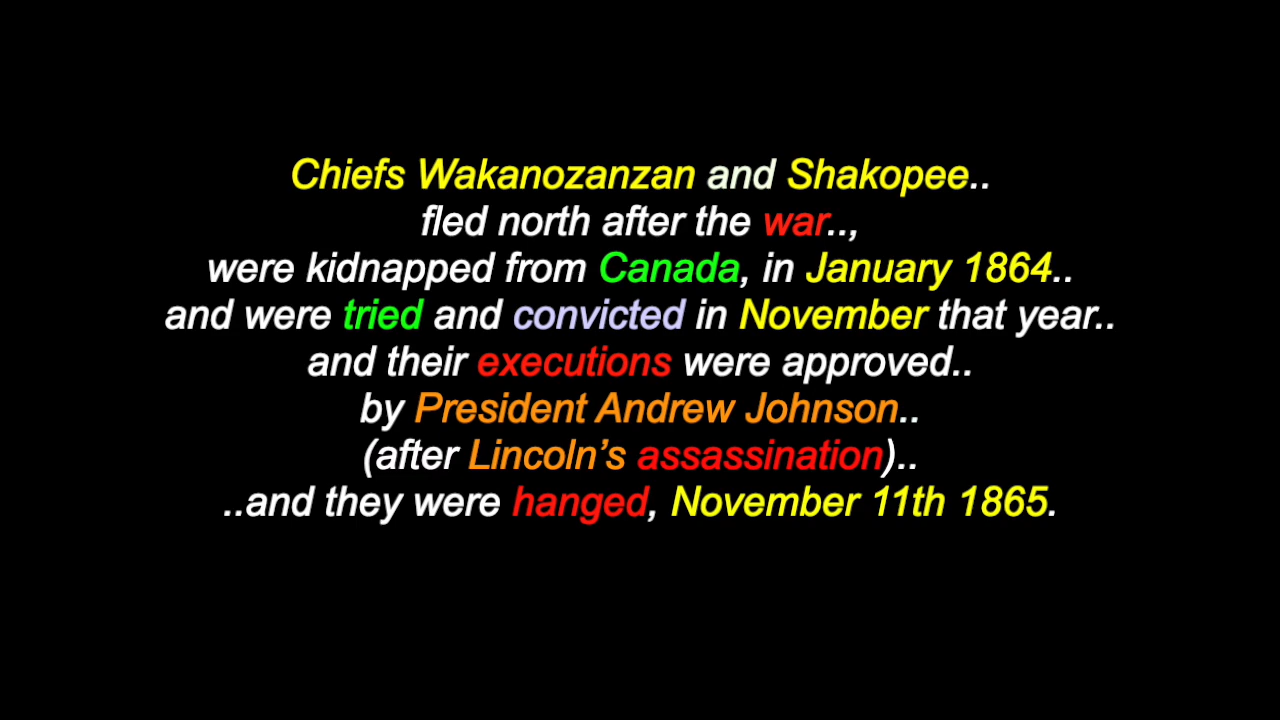 Chiefs Wakanozanzan and Shakopee..
fled north after the war..,
were kidnapped from Canada, in January 1864..
and were tried and convicted in November that year..
and their executions were approved..
by President Andrew Johnson..
(after Lincoln’s assassination)..
..and they were hanged, November 11th 1865.